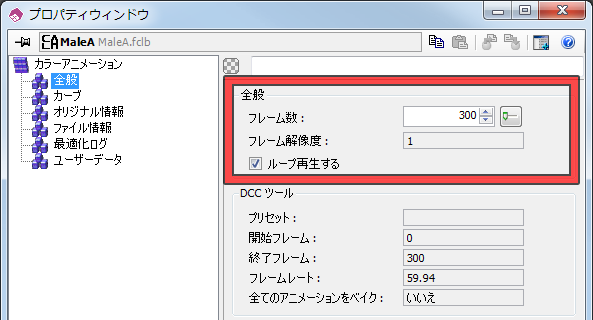 プロパティウィンドウ
CA MaleA MaleA.fclb
カラーアニメーション
全般
カーブ
オリジナル情報
ファイル情報
最適化ログ
ユーザーデータ
全般
フレーム数： 300
フレーム解像度： 1
ループ再生する
DCC ツール
プリセット：
開始フレーム： 0
終了フレーム： 300
フレームレート： 59.94
全てのアニメーションをベイク： いいえ